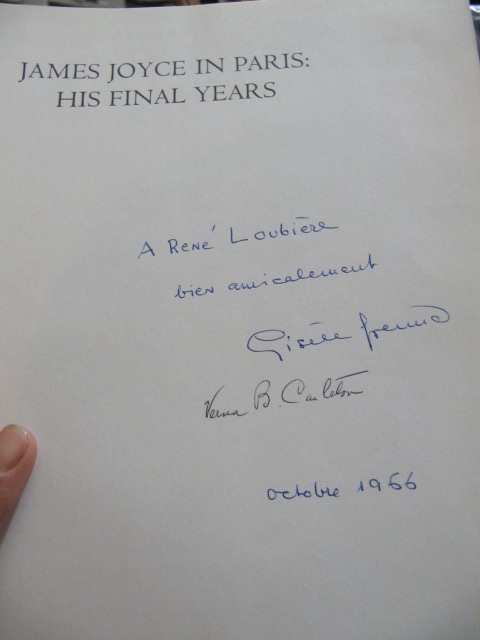 JAMES JOYCE IN PARIS:
HIS FINAL YEARS
A René Loubière
bien amicalement
Gisèle Freund
Verna B. Carleton
octobre 1966